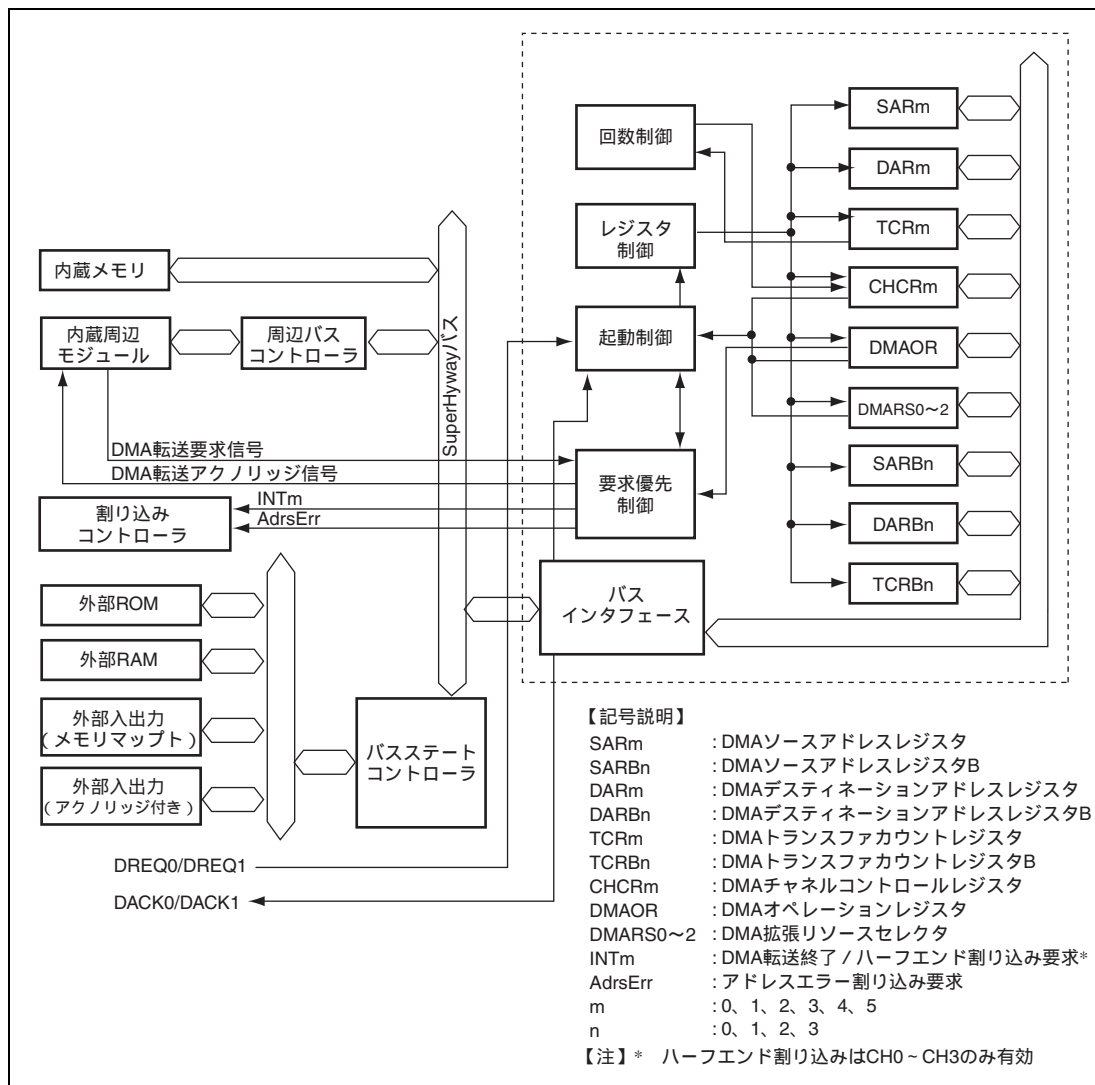 SARm
回数制御
DARm
レジスタ
制御
TCRm
内蔵メモリ
CHCRm
内蔵周辺
モジュール
周辺バス
コントローラ
SuperHywayバス
起動制御
DMAOR
DMARS0～2
DMA転送要求信号
DMA転送アクノリッジ信号
要求優先
制御
SARBn
INTm
AdrsErr
割り込み
コントローラ
DARBn
外部ROM
バス
インタフェース
TCRBn
外部RAM
外部入出力
（メモリマップト）
バスステート
コントローラ
外部入出力
（アクノリッジ付き）
DREQ0/DREQ1
DACK0/DACK1
【記号説明】
SARm : DMAソースアドレスレジスタ
SARBn : DMAソースアドレスレジスタB
DARm : DMAデスティネーションアドレスレジスタ
DARBn : DMAデスティネーションアドレスレジスタB
TCRm : DMAトランスファカウントレジスタ
TCRBn : DMAトランスファカウントレジスタB
CHCRm : DMAチャネルコントロールレジスタ
DMAOR : DMAオペレーションレジスタ
DMARS0～2 : DMA拡張リソースセレクタ
INTm : DMA転送終了 / ハーフエンド割り込み要求*
AdrsErr : アドレスエラー割り込み要求
m : 0、1、2、3、4、5
n : 0、1、2、3
【注】* ハーフエンド割り込みはCH0～CH3のみ有効